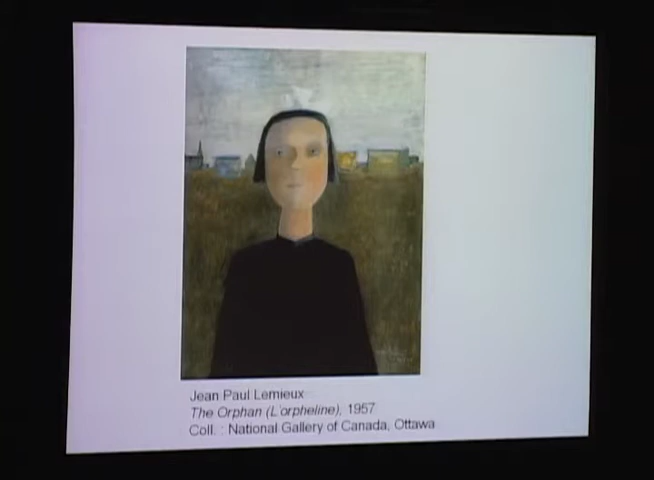 Jean Paul Lemieux
The Orphan (L'orpheline), 1957
Coll. : National Gallery of Canada, Ottawa